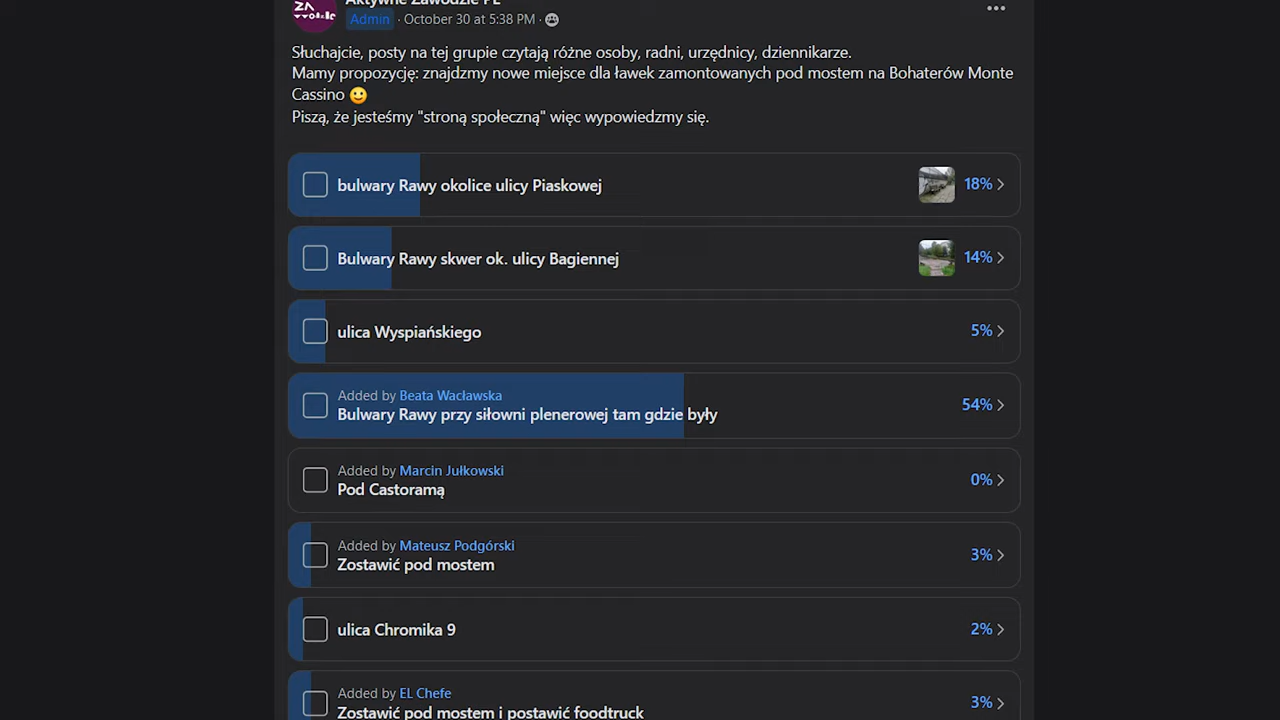 Aktywne Zawodzie PL
Admin · October 30 at 5:38 PM ·
Słuchajcie, posty na tej grupie czytają różne osoby, radni, urzędnicy, dziennikarze.
Mamy propozycję: znajdzmy nowe miejsce dla ławek zamontowanych pod mostem na Bohaterów Monte
Cassino 🙂
Piszą, że jesteśmy "stroną społeczną" więc wypowiedzmy się.
bulwary Rawy okolice ulicy Piaskowej
18%
Bulwary Rawy skwer ok. ulicy Bagiennej
14%
ulica Wyspiańskiego
5%
Added by Beata Wacławska
Bulwary Rawy przy siłowni plenerowej tam gdzie były
54%
Added by Marcin Jułkowski
Pod Castoramą
0%
Added by Mateusz Podgórski
Zostawić pod mostem
3%
ulica Chromika 9
2%
Added by EL Chefe
Zostawić pod mostem i postawić foodtruck
3%